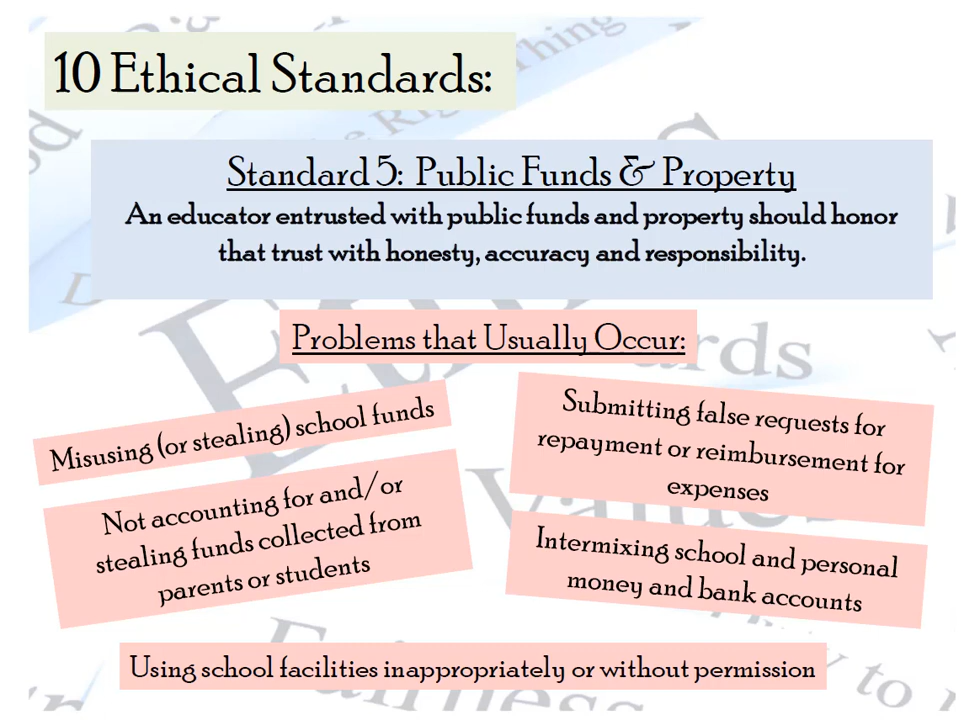 10 Ethical Standards:
Standard 5: Public Funds & Property
An educator entrusted with public funds and property should honor
that trust with honesty, accuracy and responsibility.
Problems that Usually Occur:
Misusing (or stealing) school funds
Not accounting for and/or
stealing funds collected from
parents or students
Submitting false requests for
repayment or reimbursement for
expenses
Intermixing school and personal
money and bank accounts
Using school facilities inappropriately or without permission